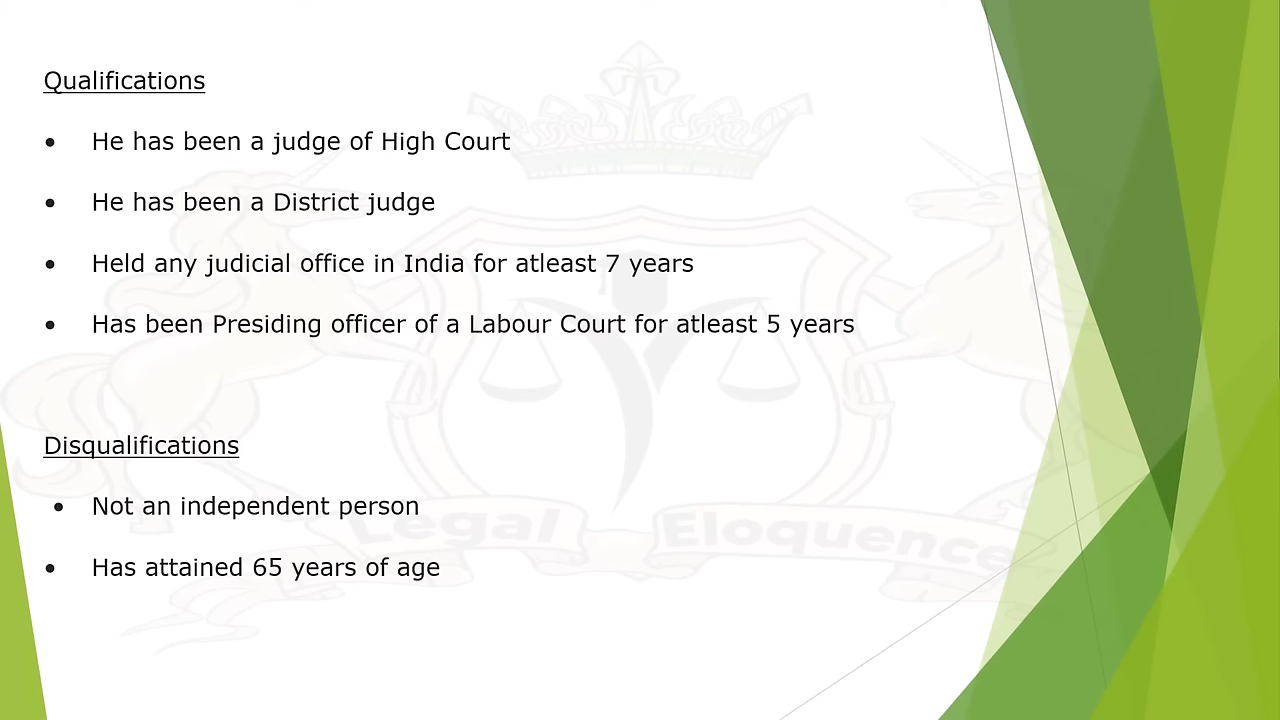 Qualifications
• He has been a judge of High Court
• He has been a District judge
• Held any judicial office in India for atleast 7 years
• Has been Presiding officer of a Labour Court for atleast 5 years
Disqualifications
• Not an independent person
Legal Eloquence
• Has attained 65 years of age